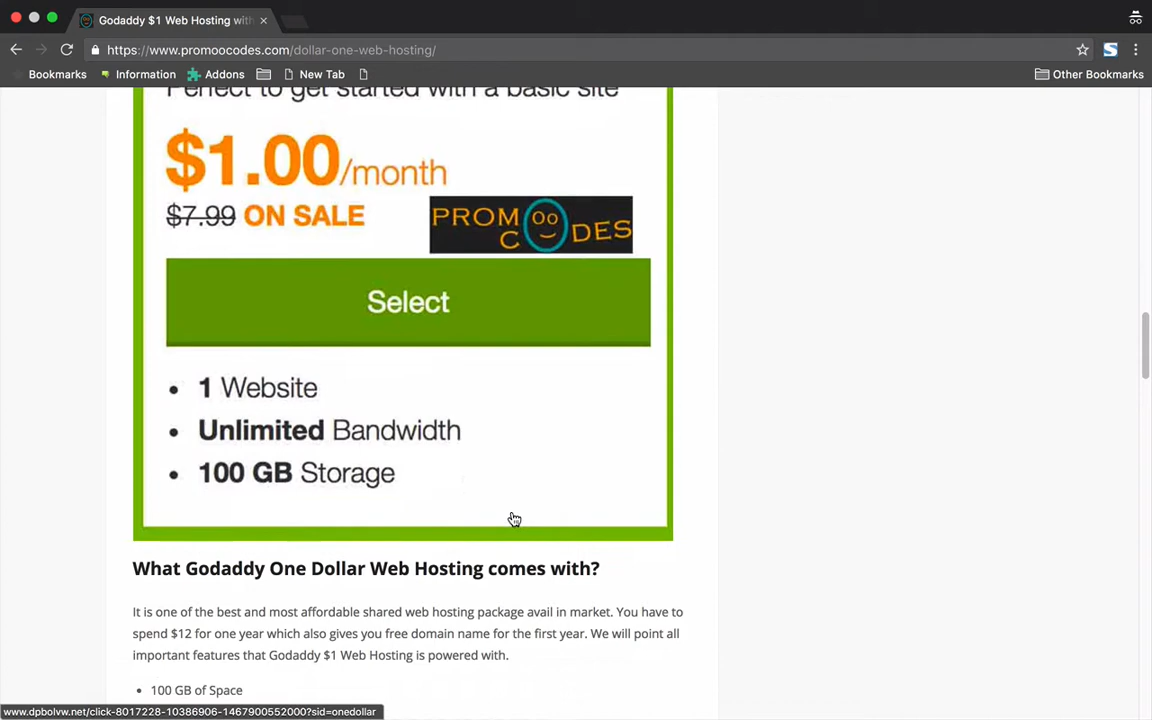 Godaddy $1 Web Hosting with
https://www.promoocodes.com/dollar-one-web-hosting/
Bookmarks Information Addons New Tab Other Bookmarks
Perfect to get started with a basic site
$1.00/month
$7.99 ON SALE
PROMOOCODES
Select
• 1 Website
• Unlimited Bandwidth
• 100 GB Storage
What Godaddy One Dollar Web Hosting comes with?
It is one of the best and most affordable shared web hosting package avail in market. You have to
spend $12 for one year which also gives you free domain name for the first year. We will point all
important features that Godaddy $1 Web Hosting is powered with.
• 100 GB of Space
www.dpbolvw.net/click-8017228-10386906-1467900552000?sid=onedollar